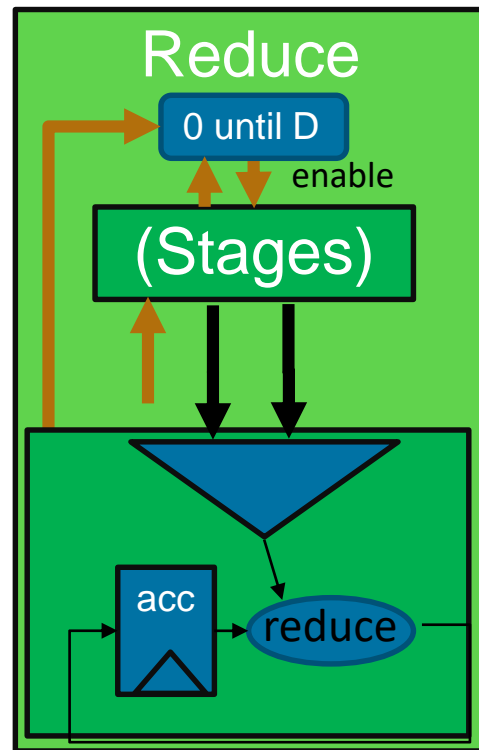 Reduce
0 until D
enable
(Stages)
acc
reduce